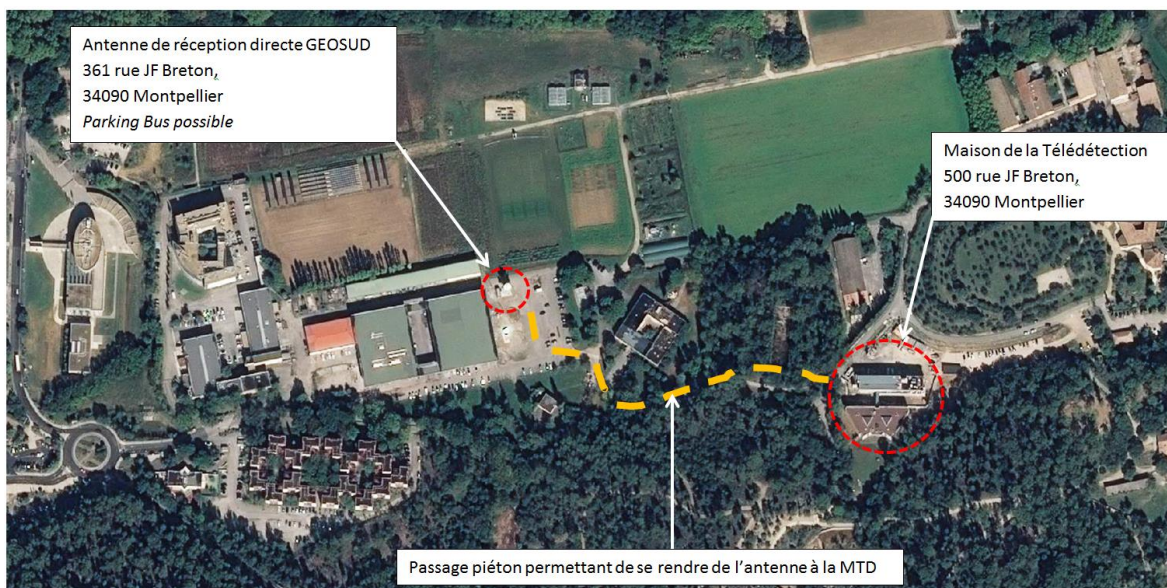 Antenne de réception directe GEOSUD
361 rue JF Breton,
34090 Montpellier
Parking Bus possible
Maison de la Télédétection
500 rue JF Breton,
34090 Montpellier
Passage piéton permettant de se rendre de l'antenne à la MTD